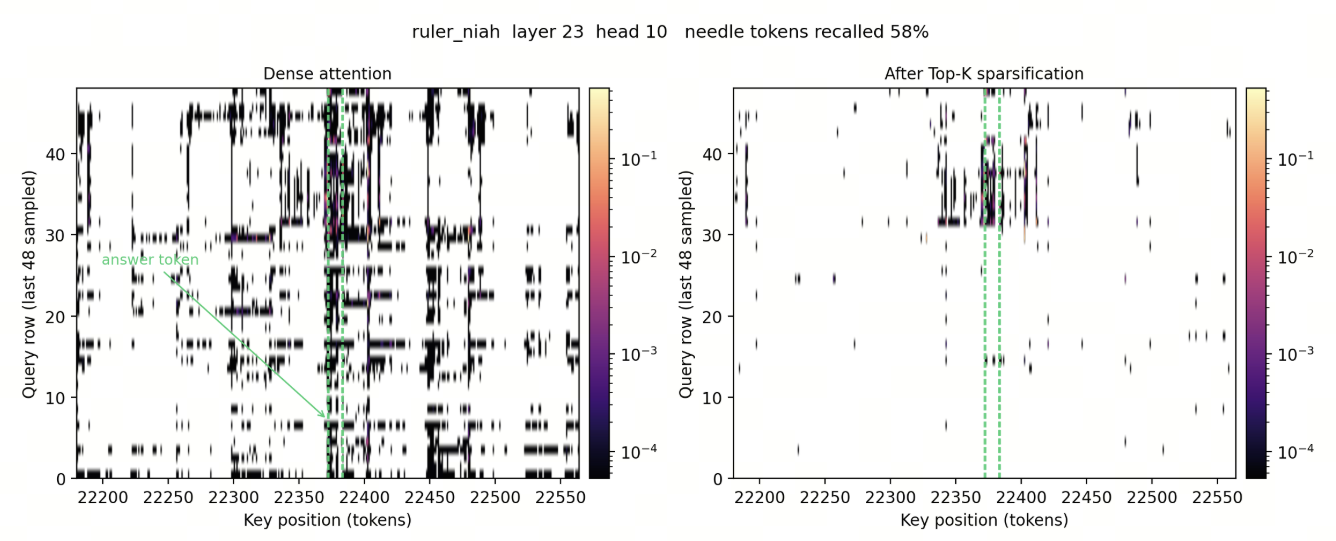 ruler_niah  layer 23  head 10   needle tokens recalled 58%
Dense attention
40
30
20
10
0
22200 22250 22300 22350 22400 22450 22500 22550
Query row (last 48 sampled)
Key position (tokens)
answer token
10⁻¹
10⁻²
10⁻³
10⁻⁴
After Top-K sparsification
40
30
20
10
0
22200 22250 22300 22350 22400 22450 22500 22550
Query row (last 48 sampled)
Key position (tokens)
10⁻¹
10⁻²
10⁻³
10⁻⁴